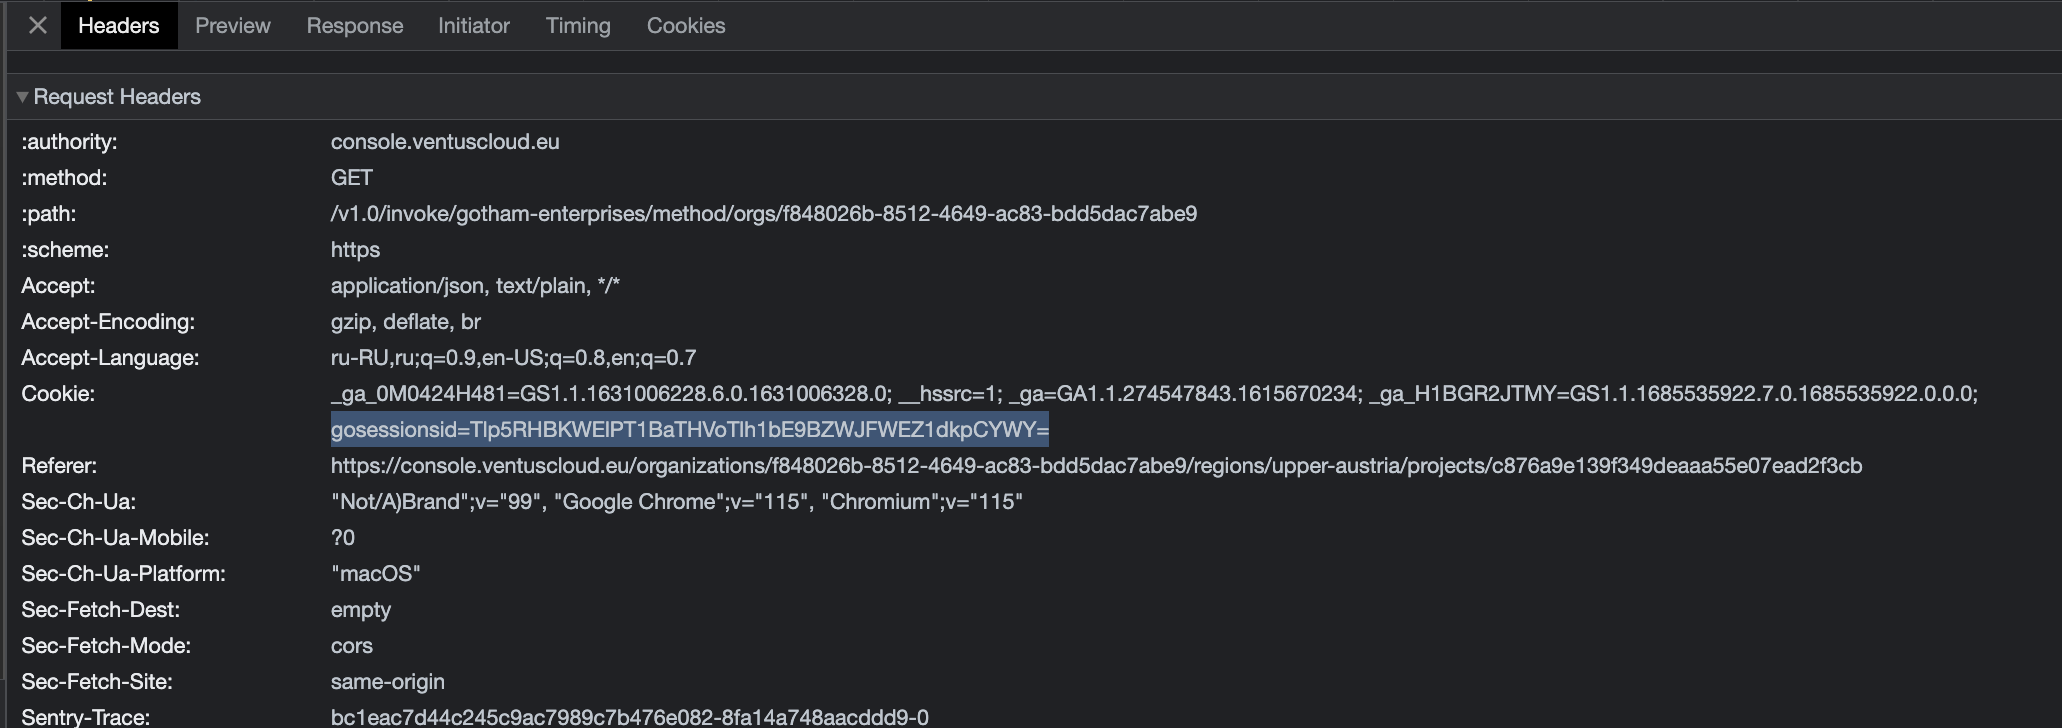 Headers Preview Response Initiator Timing Cookies
Request Headers
:authority: console.ventuscloud.eu
:method: GET
:path: /v1.0/invoke/gotham-enterprises/method/orgs/f848026b-8512-4649-ac83-bdd5dac7abe9
:scheme: https
Accept: application/json, text/plain, */*
Accept-Encoding: gzip, deflate, br
Accept-Language: ru-RU,ru;q=0.9,en-US;q=0.8,en;q=0.7
Cookie: _ga_0M0424H481=GS1.1.1631006228.6.0.1631006328.0; __hssrc=1; _ga=GA1.1.274547843.1615670234; _ga_H1BGR2JTMY=GS1.1.1685535922.7.0.1685535922.0.0.0;
gosessionsid=Tlp5RHBKWElPT1BaTHVoTlh1bE9BZWJFWEZ1dkpCYWY=
Referer: https://console.ventuscloud.eu/organizations/f848026b-8512-4649-ac83-bdd5dac7abe9/regions/upper-austria/projects/c876a9e139f349deaaa55e07ead2f3cb
Sec-Ch-Ua: "Not/A)Brand";v="99", "Google Chrome";v="115", "Chromium";v="115"
Sec-Ch-Ua-Mobile: ?0
Sec-Ch-Ua-Platform: "macOS"
Sec-Fetch-Dest: empty
Sec-Fetch-Mode: cors
Sec-Fetch-Site: same-origin
Sentry-Trace: bc1eac7d44c245c9ac7989c7b476e082-8fa14a748aacddd9-0